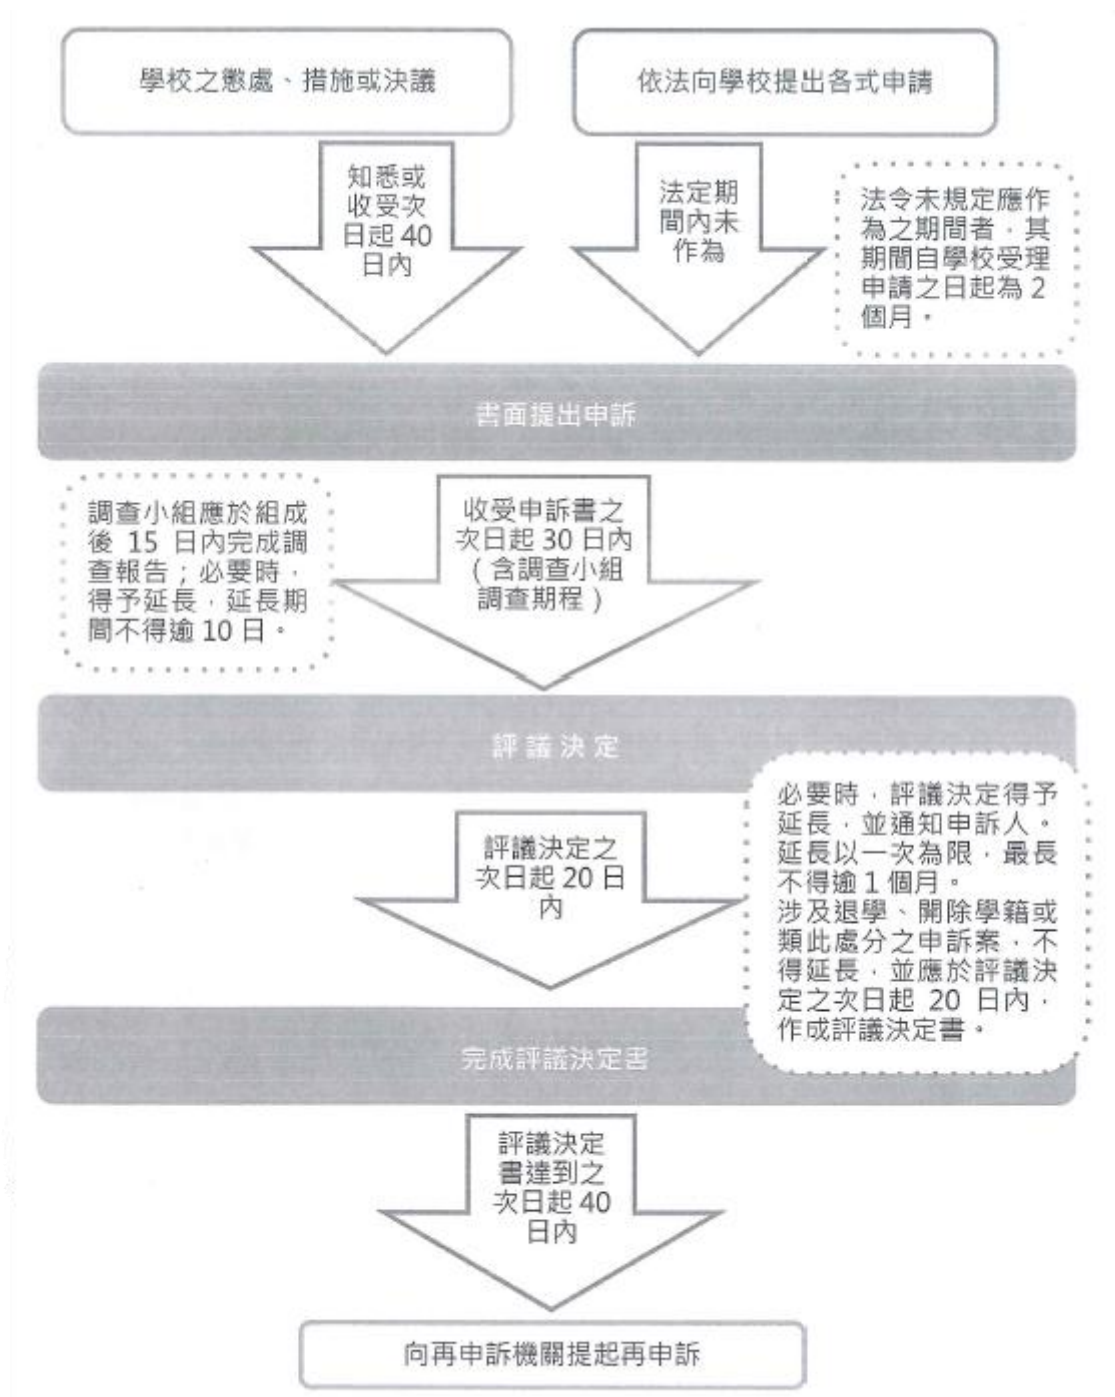 學校之懲處、措施或決議
依法向學校提出各式申請
知悉或
收受次
日起 40
日內
法定期
間內未
作為
法令未規定應作
為之期間者，其
期間自學校受理
申請之日起為 2
個月。
書面提出申訴
調查小組應於組成
後 15 日內完成調
查報告；必要時，
得予延長，延長期
間不得逾 10 日。
收受申訴書之
次日起 30 日內
（含調查小組
調查期程）
評議決定
評議決定之
次日起 20 日
內
必要時，評議決定得予
延長，並通知申訴人。
延長以一次為限，最長
不得逾 1 個月。
涉及退學、開除學籍或
類此處分之申訴案，不
得延長，並應於評議決
定之次日起 20 日內，
作成評議決定書。
完成評議決定書
評議決定
書達到之
次日起 40
日內
向再申訴機關提起再申訴